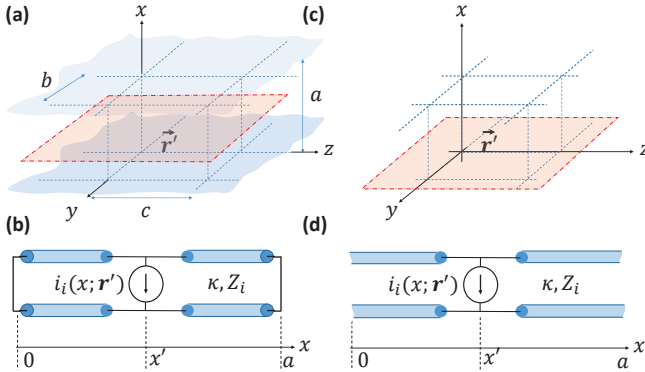 (a)
x
b
a
r'
z
y
c
(c)
x
r'
z
y
(b)
i_i(x; r')
κ, Z_i
0
x'
a
x
(d)
i_i(x; r')
κ, Z_i
0
x'
a
x